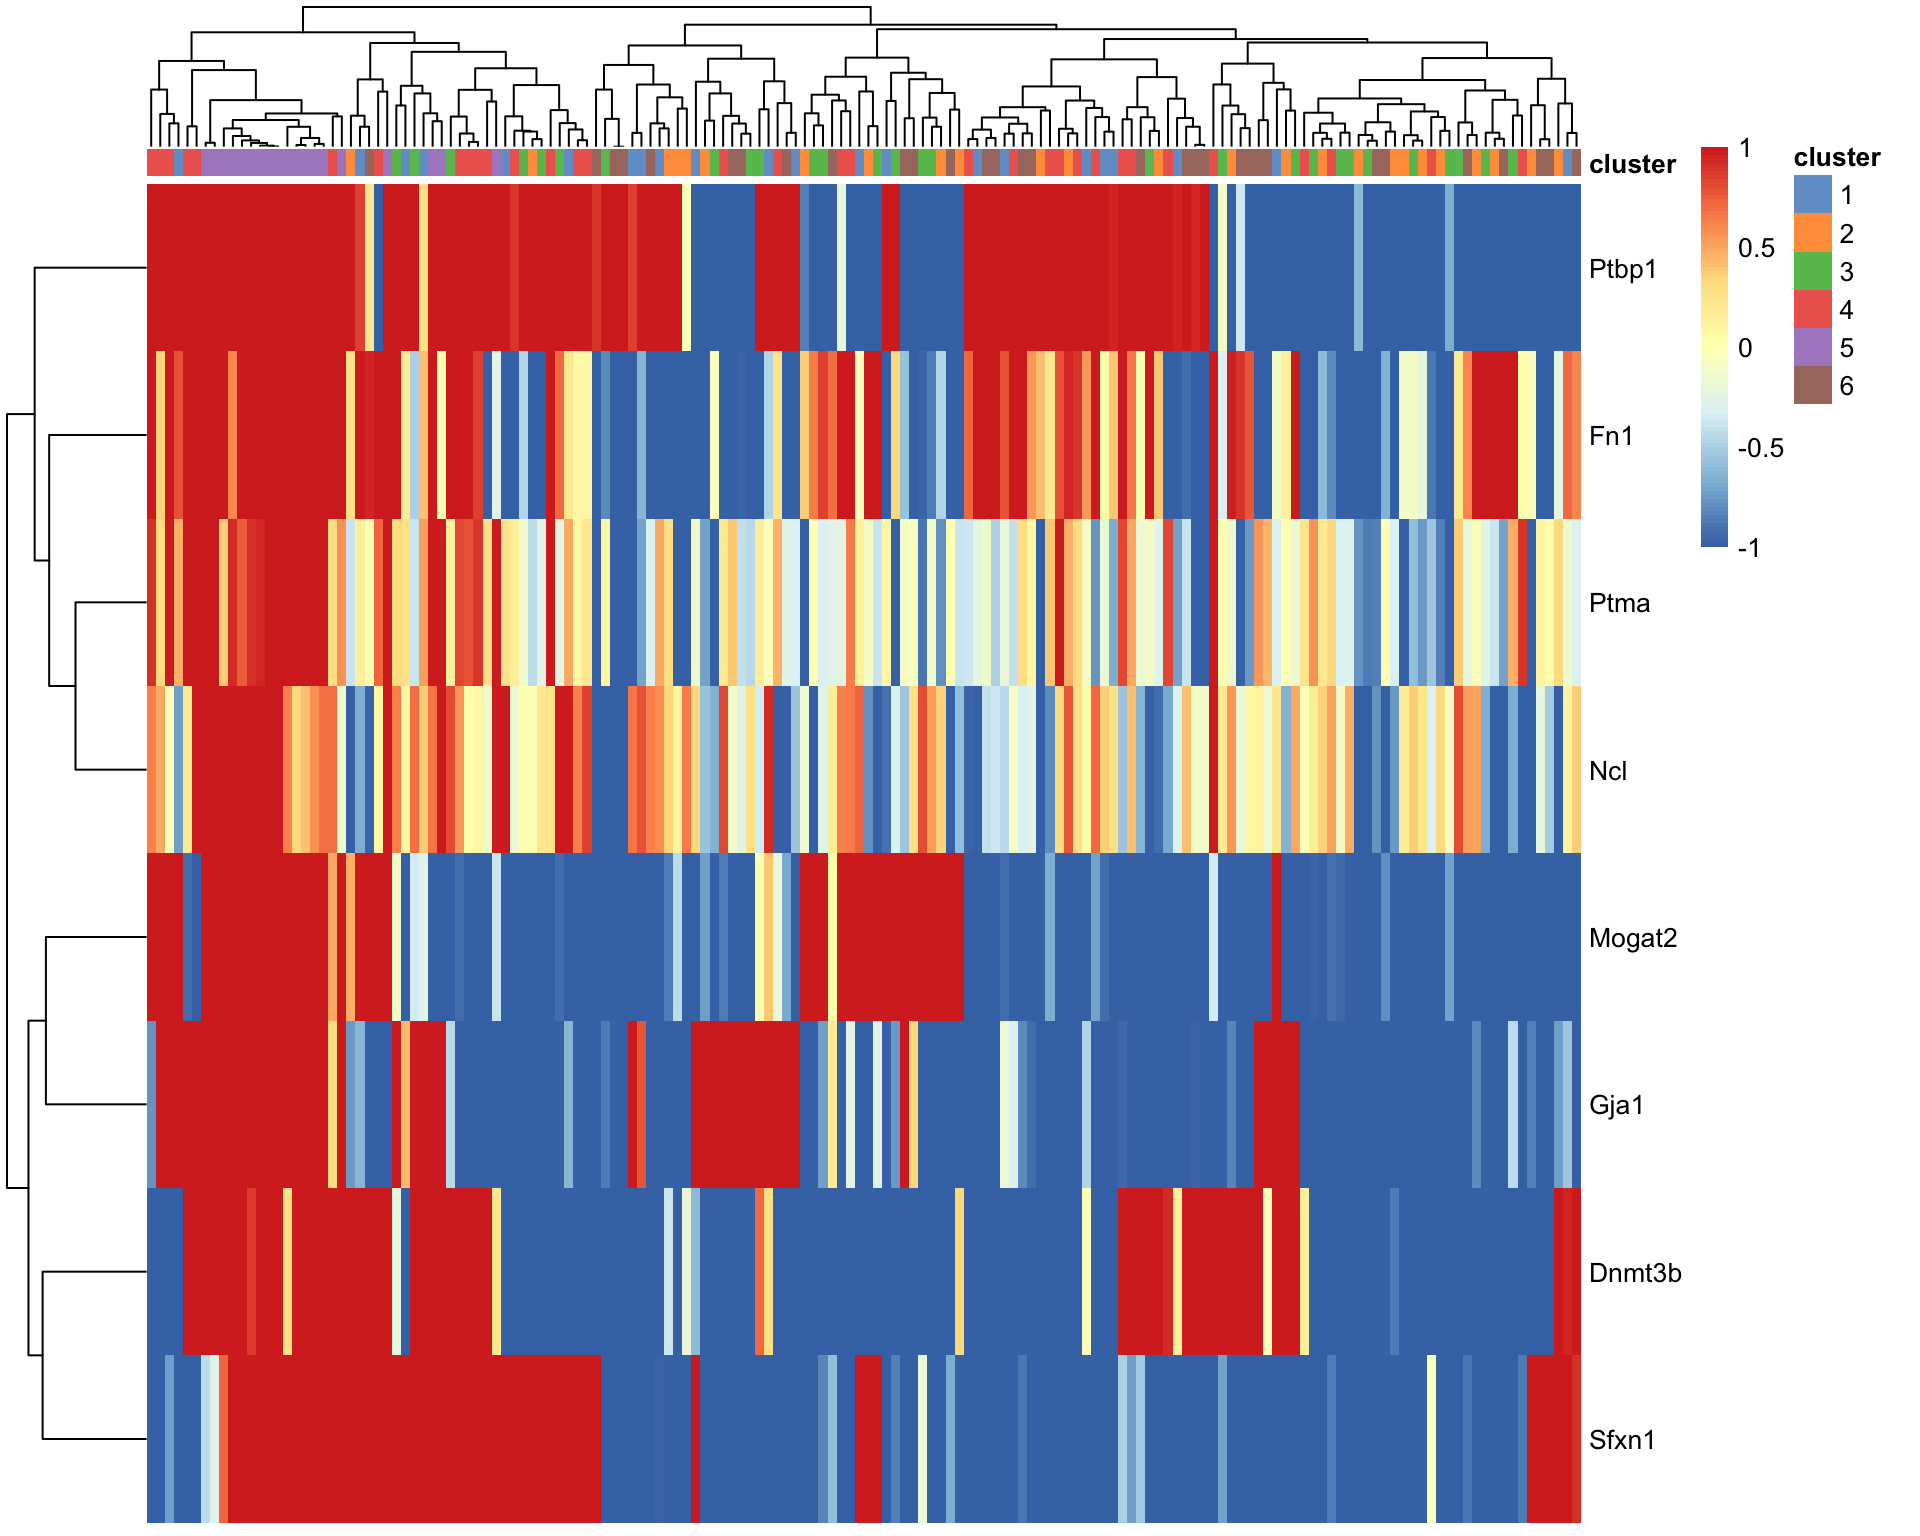 cluster
Ptbp1
Fn1
Ptma
Ncl
Mogat2
Gja1
Dnmt3b
Sfxn1
1
0.5
0
-0.5
-1
cluster
1
2
3
4
5
6